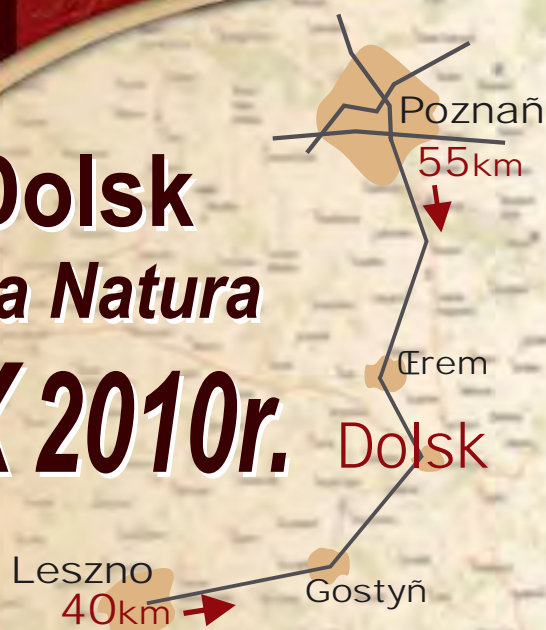 Poznañ
55km
Dolsk
a Natura
X 2010r.
Œrem
Dolsk
Leszno
40km
Gostyñ